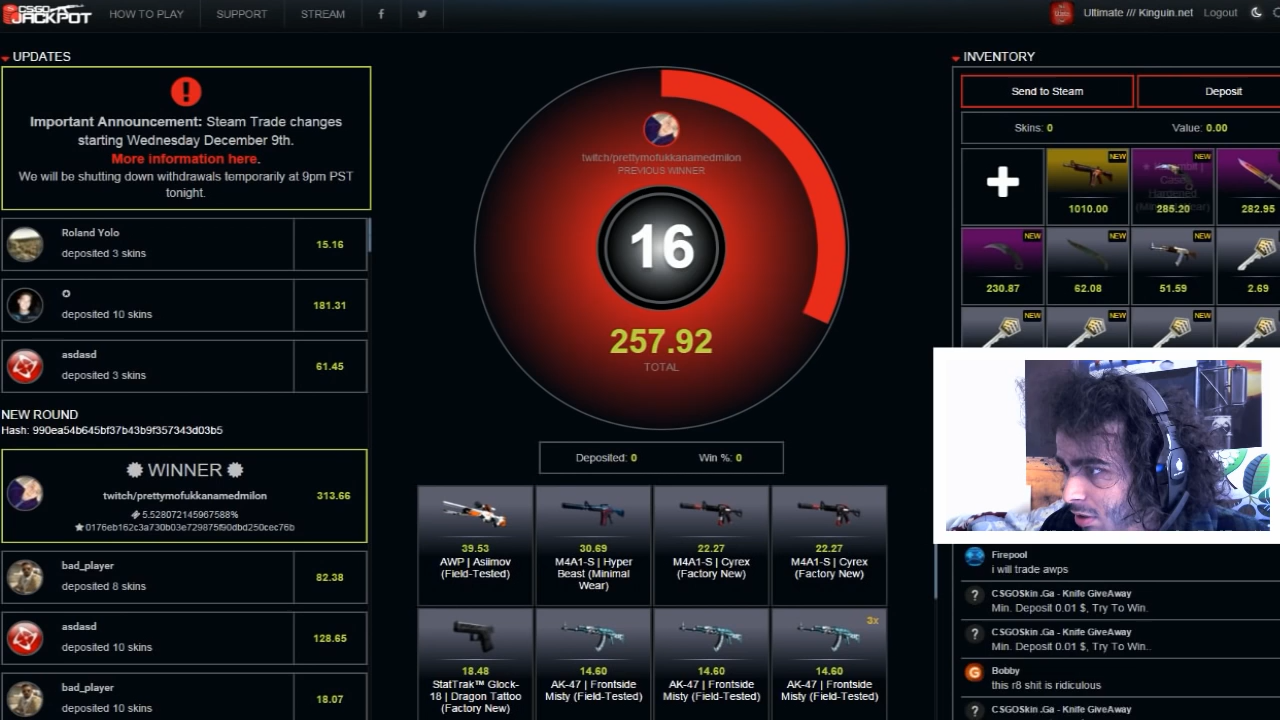 CSGO
JACKPOT
HOW TO PLAY
SUPPORT
STREAM
Ultimate /// Kinguin.net
Logout
UPDATES
Important Announcement: Steam Trade changes
starting Wednesday December 9th.
More information here.
We will be shutting down withdrawals temporarily at 9pm PST
tonight.
Roland Yolo
deposited 3 skins
15.16
deposited 10 skins
181.31
asdasd
deposited 3 skins
61.45
NEW ROUND
Hash: 990ea54b645bf37b43b9f357343d03b5
WINNER
twitch/prettymofukkanamedmilon
313.66
5.528072145967588%
0176eb162c3a730b03e729875f90dbd250cec76b
bad_player
deposited 8 skins
82.38
asdasd
deposited 10 skins
128.65
bad_player
deposited 10 skins
18.07
twitch/prettymofukkanamedmilon
PREVIOUS WINNER
16
257.92
TOTAL
Deposited: 0
Win %: 0
39.53
AWP | Asiimov
(Field-Tested)
30.69
M4A1-S | Hyper
Beast (Minimal
Wear)
22.27
M4A1-S | Cyrex
(Factory New)
22.27
M4A1-S | Cyrex
(Factory New)
18.48
StatTrak™ Glock-
18 | Dragon Tattoo
(Factory New)
14.60
AK-47 | Frontside
Misty (Field-Tested)
14.60
AK-47 | Frontside
Misty (Field-Tested)
3x
14.60
AK-47 | Frontside
Misty (Field-Tested)
INVENTORY
Send to Steam
Deposit
Skins: 0
Value: 0.00
NEW
1010.00
NEW
Case
Hardened
285.20
282.95
NEW
230.87
NEW
62.08
NEW
51.59
2.69
NEW
NEW
NEW
Firepool
i will trade awps
CSGOSkin .Ga - Knife GiveAway
Min. Deposit 0.01 $, Try To Win.
CSGOSkin .Ga - Knife GiveAway
Min. Deposit 0.01 $, Try To Win..
Bobby
this r8 shit is ridiculous
CSGOSkin .Ga - Knife GiveAway